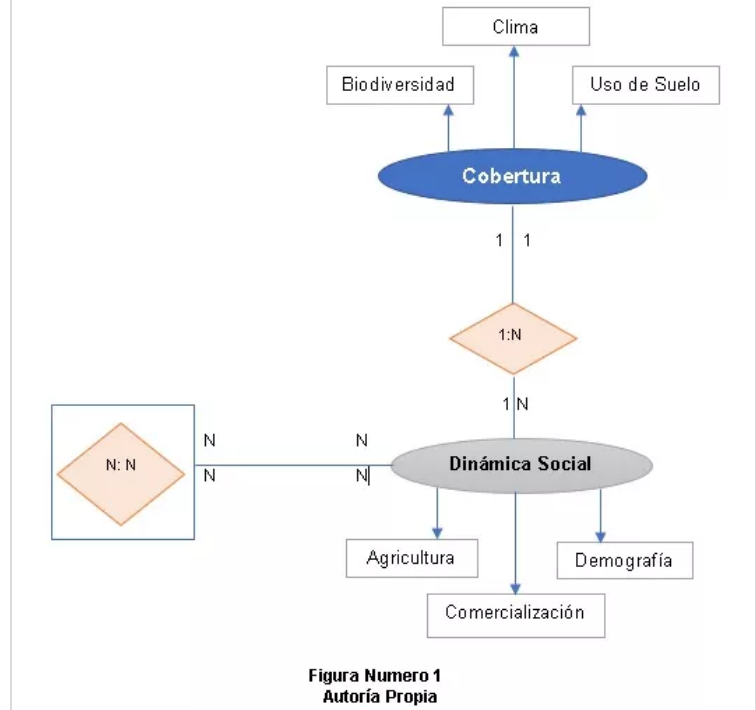 Clima
Biodiversidad
Uso de Suelo
Cobertura
1 1
1:N
1 N
N N
N: N
Dinámica Social
N N
Agricultura
Demografía
Comercialización
Figura Numero 1
Autoría Propia